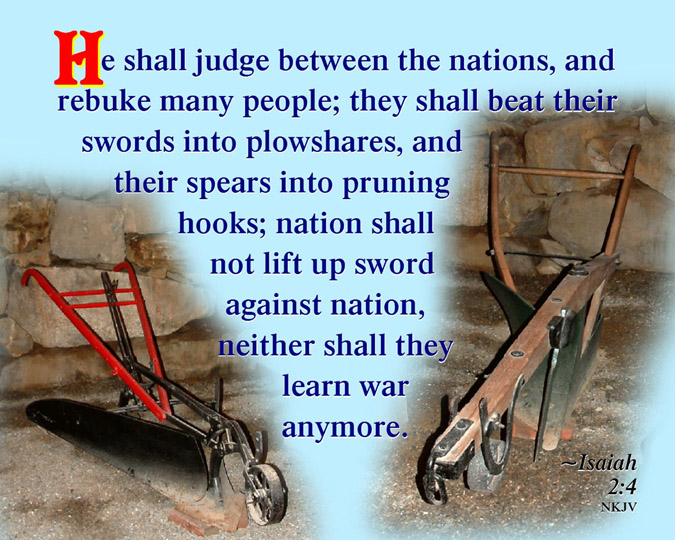 He shall judge between the nations, and
rebuke many people; they shall beat their
swords into plowshares, and
their spears into pruning
hooks; nation shall
not lift up sword
against nation,
neither shall they
learn war
anymore.
~Isaiah
2:4
NKJV